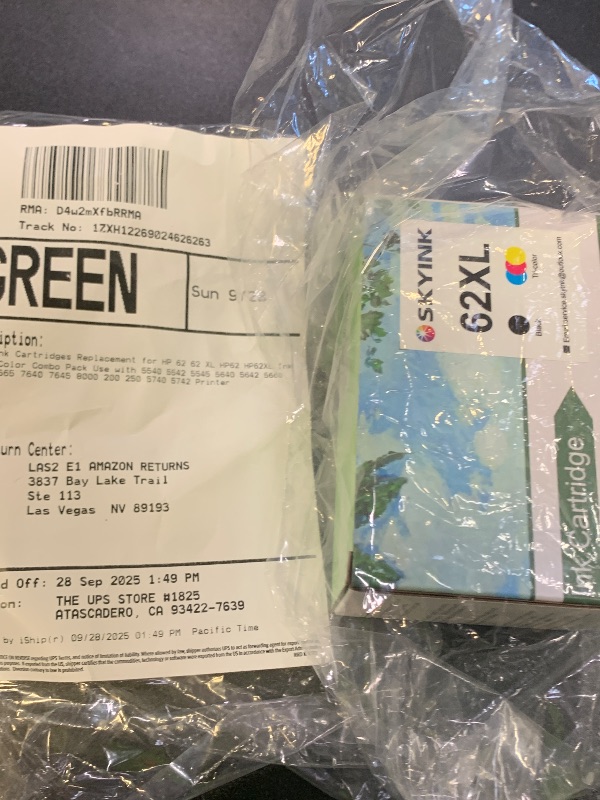 RMA: D4w2mXfbRRMA
Track No: 1ZXH12269024626263
GREEN
Sun 9/28
iption:
nk Cartridges Replacement for HP 62 62 XL HP62 HP62XL Ink
Color Combo Pack Use with 5540 5542 5545 5640 5642 5660
565 7640 7645 8000 200 250 5740 5742 Printer
urn Center:
LAS2 E1 AMAZON RETURNS
3837 Bay Lake Trail
Ste 113
Las Vegas NV 89193
d Off: 28 Sep 2025 1:49 PM
on: THE UPS STORE #1825
ATASCADERO, CA 93422-7639
by iShip(r) 09/28/2025 01:49 PM Pacific Time
SKYINK
62XL
Black
Tri-color
Ink Cartridge